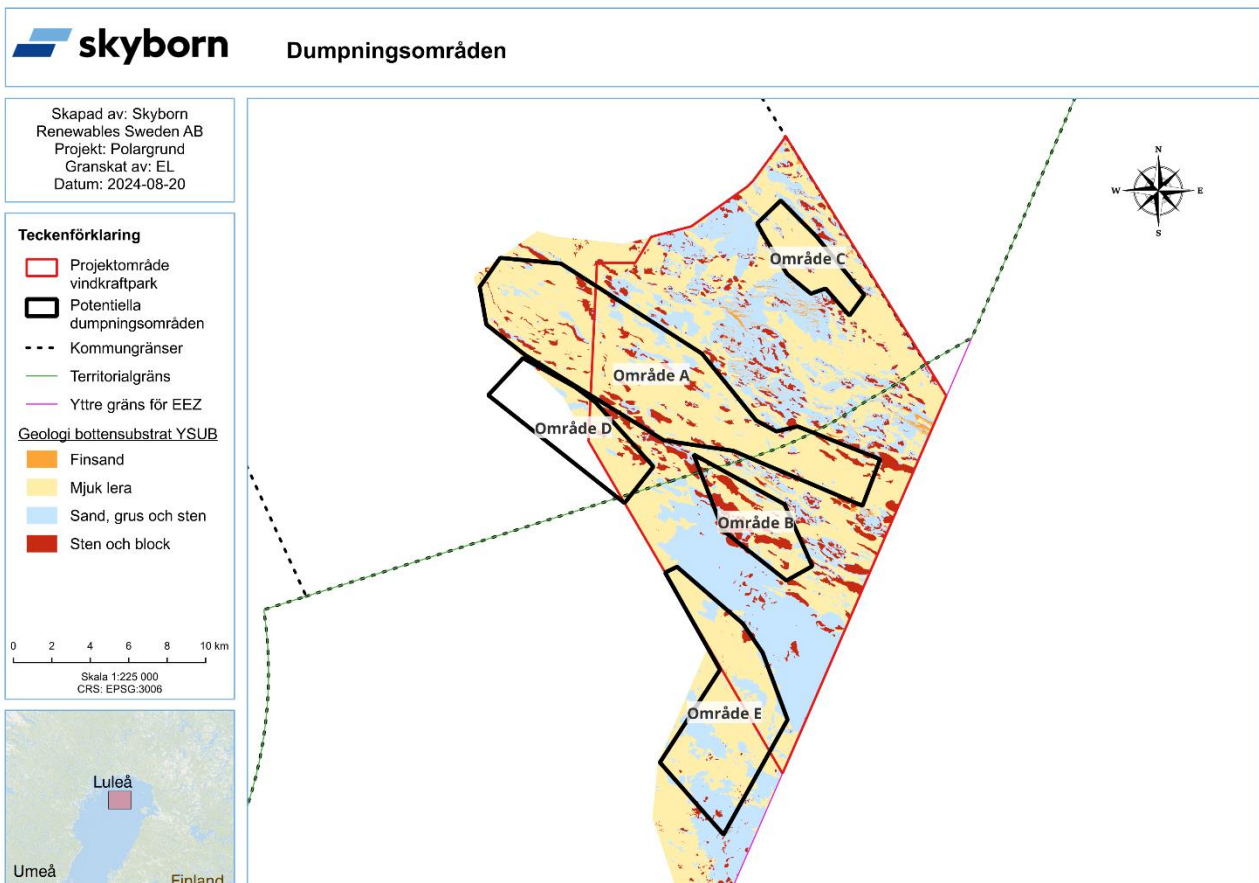 skyborn
Dumpningsområden
Skapad av: Skyborn
Renewables Sweden AB
Projekt: Polargrund
Granskat av: EL
Datum: 2024-08-20
Teckenförklaring
Projektområde
vindkraftpark
Potentiella
dumpningsområden
Kommungränser
Territorialgräns
Yttre gräns för EEZ
Geologi bottensubstrat YSUB
Finsand
Mjuk lera
Sand, grus och sten
Sten och block
0 2 4 6 8 10 km
Skala 1:225 000
CRS: EPSG:3006
Luleå
Umeå
Finland
N
W E
S
Område C
Område A
Område D
Område B
Område E